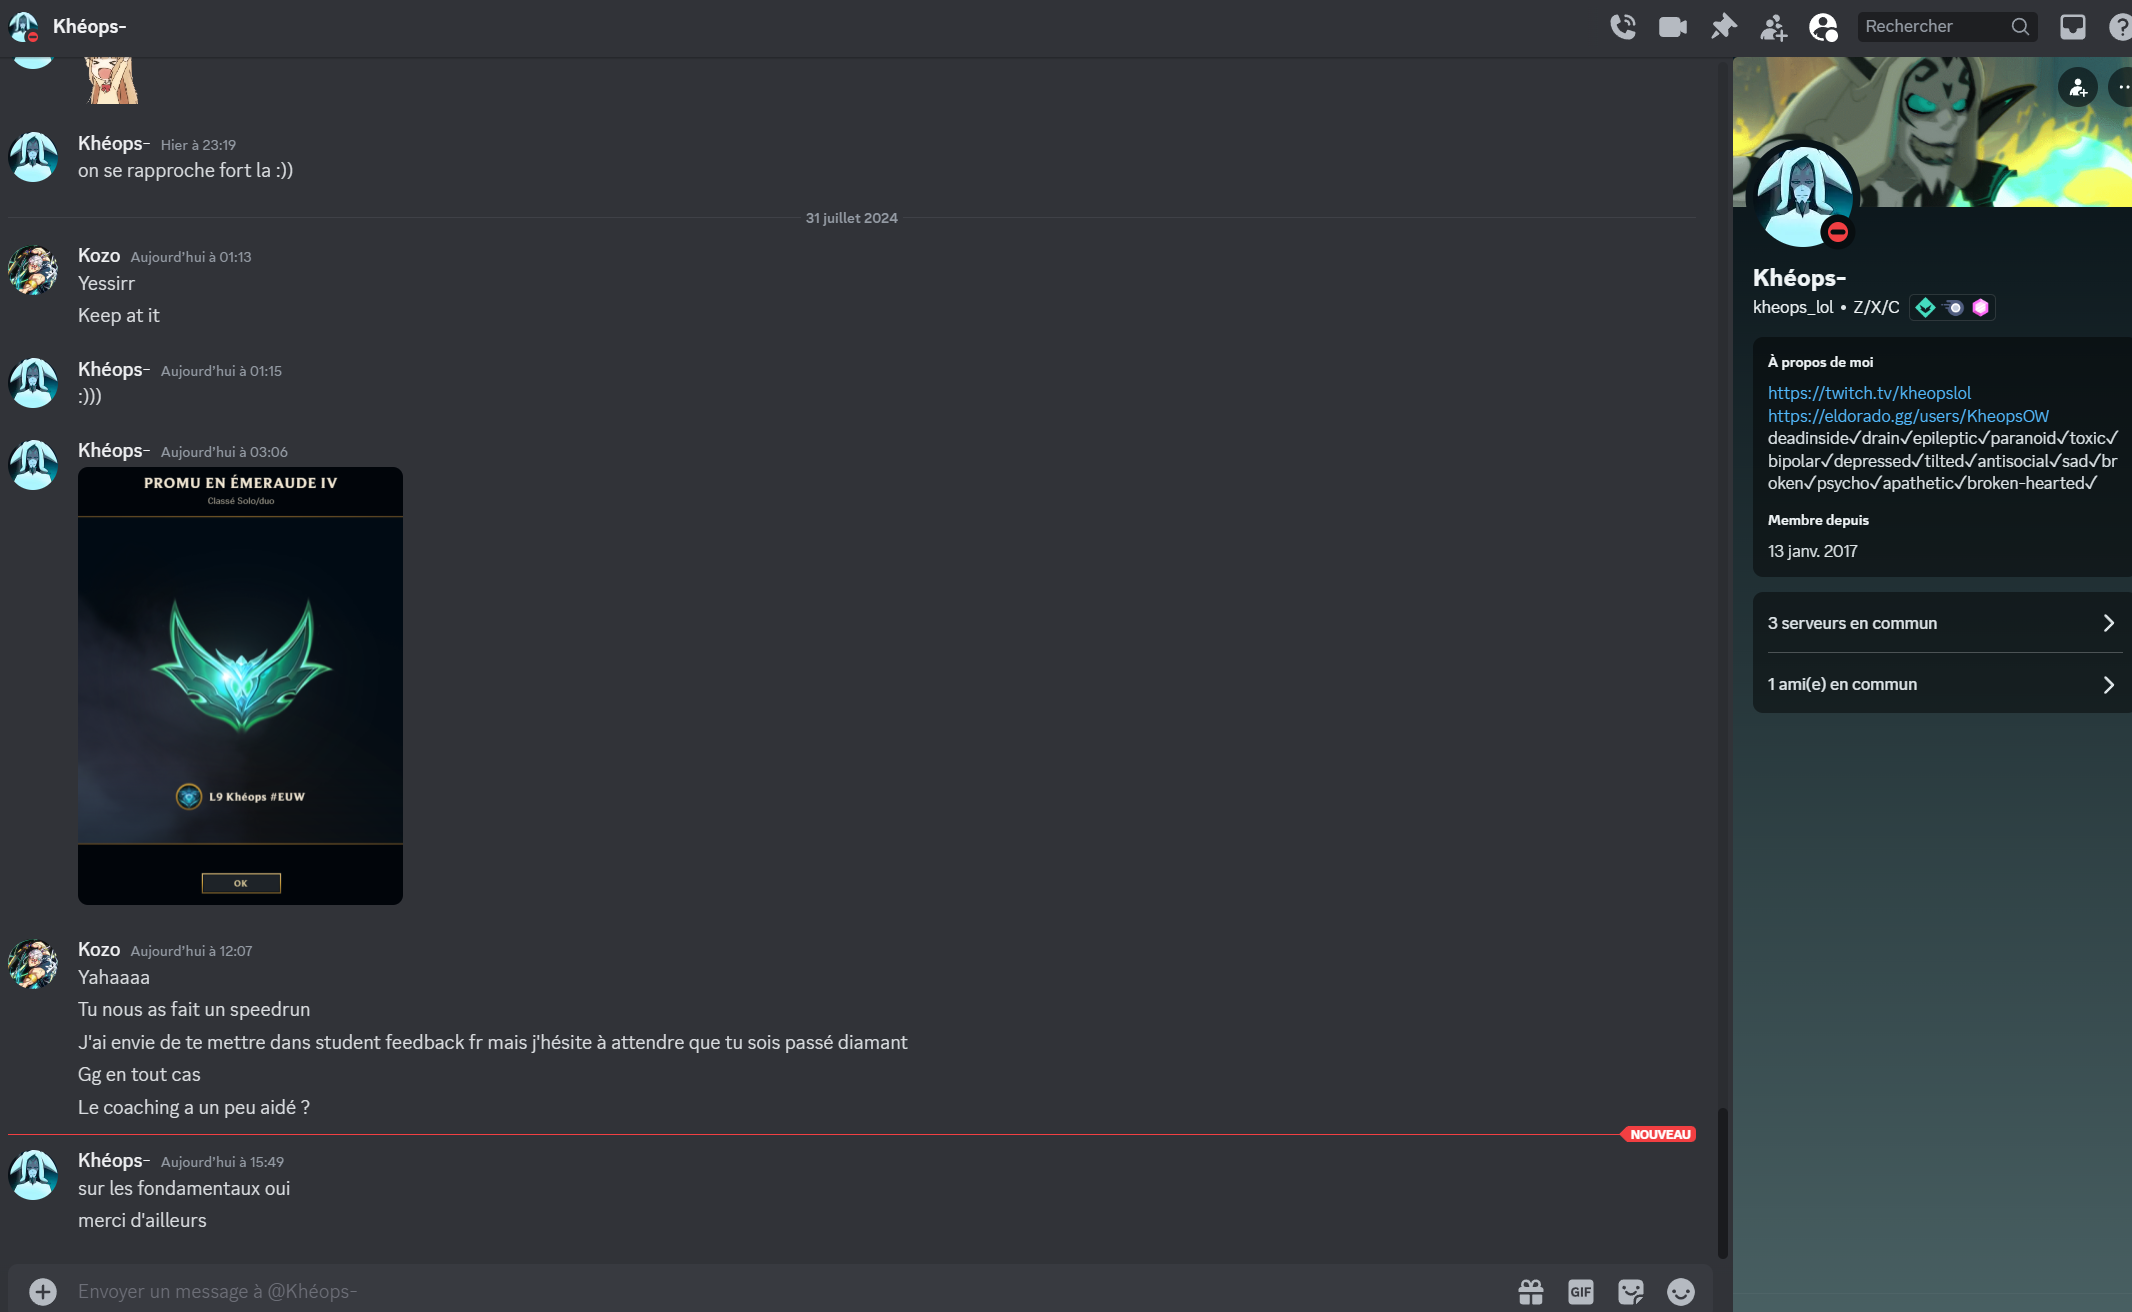 Khéops-
Rechercher
Khéops- Hier à 23:19
on se rapproche fort la :))
31 juillet 2024
Kozo Aujourd'hui à 01:13
Yessirr
Keep at it
Khéops- Aujourd'hui à 01:15
:)))
Khéops- Aujourd'hui à 03:06
PROMU EN ÉMERAUDE IV
Classé Solo/duo
L9 Khéops #EUW
OK
Kozo Aujourd'hui à 12:07
Yahaaaa
Tu nous as fait un speedrun
J'ai envie de te mettre dans student feedback fr mais j'hésite à attendre que tu sois passé diamant
Gg en tout cas
Le coaching a un peu aidé ?
NOUVEAU
Khéops- Aujourd'hui à 15:49
sur les fondamentaux oui
merci d'ailleurs
Envoyer un message à @Khéops-
GIF
Khéops-
kheops_lol • Z/X/C
À propos de moi
https://twitch.tv/kheopslol
https://eldorado.gg/users/KheopsOW
deadinside✓drain✓epileptic✓paranoid✓toxic✓
bipolar✓depressed✓tilted✓antisocial✓sad✓br
oken✓psycho✓apathetic✓broken-hearted✓
Membre depuis
13 janv. 2017
3 serveurs en commun
1 ami(e) en commun